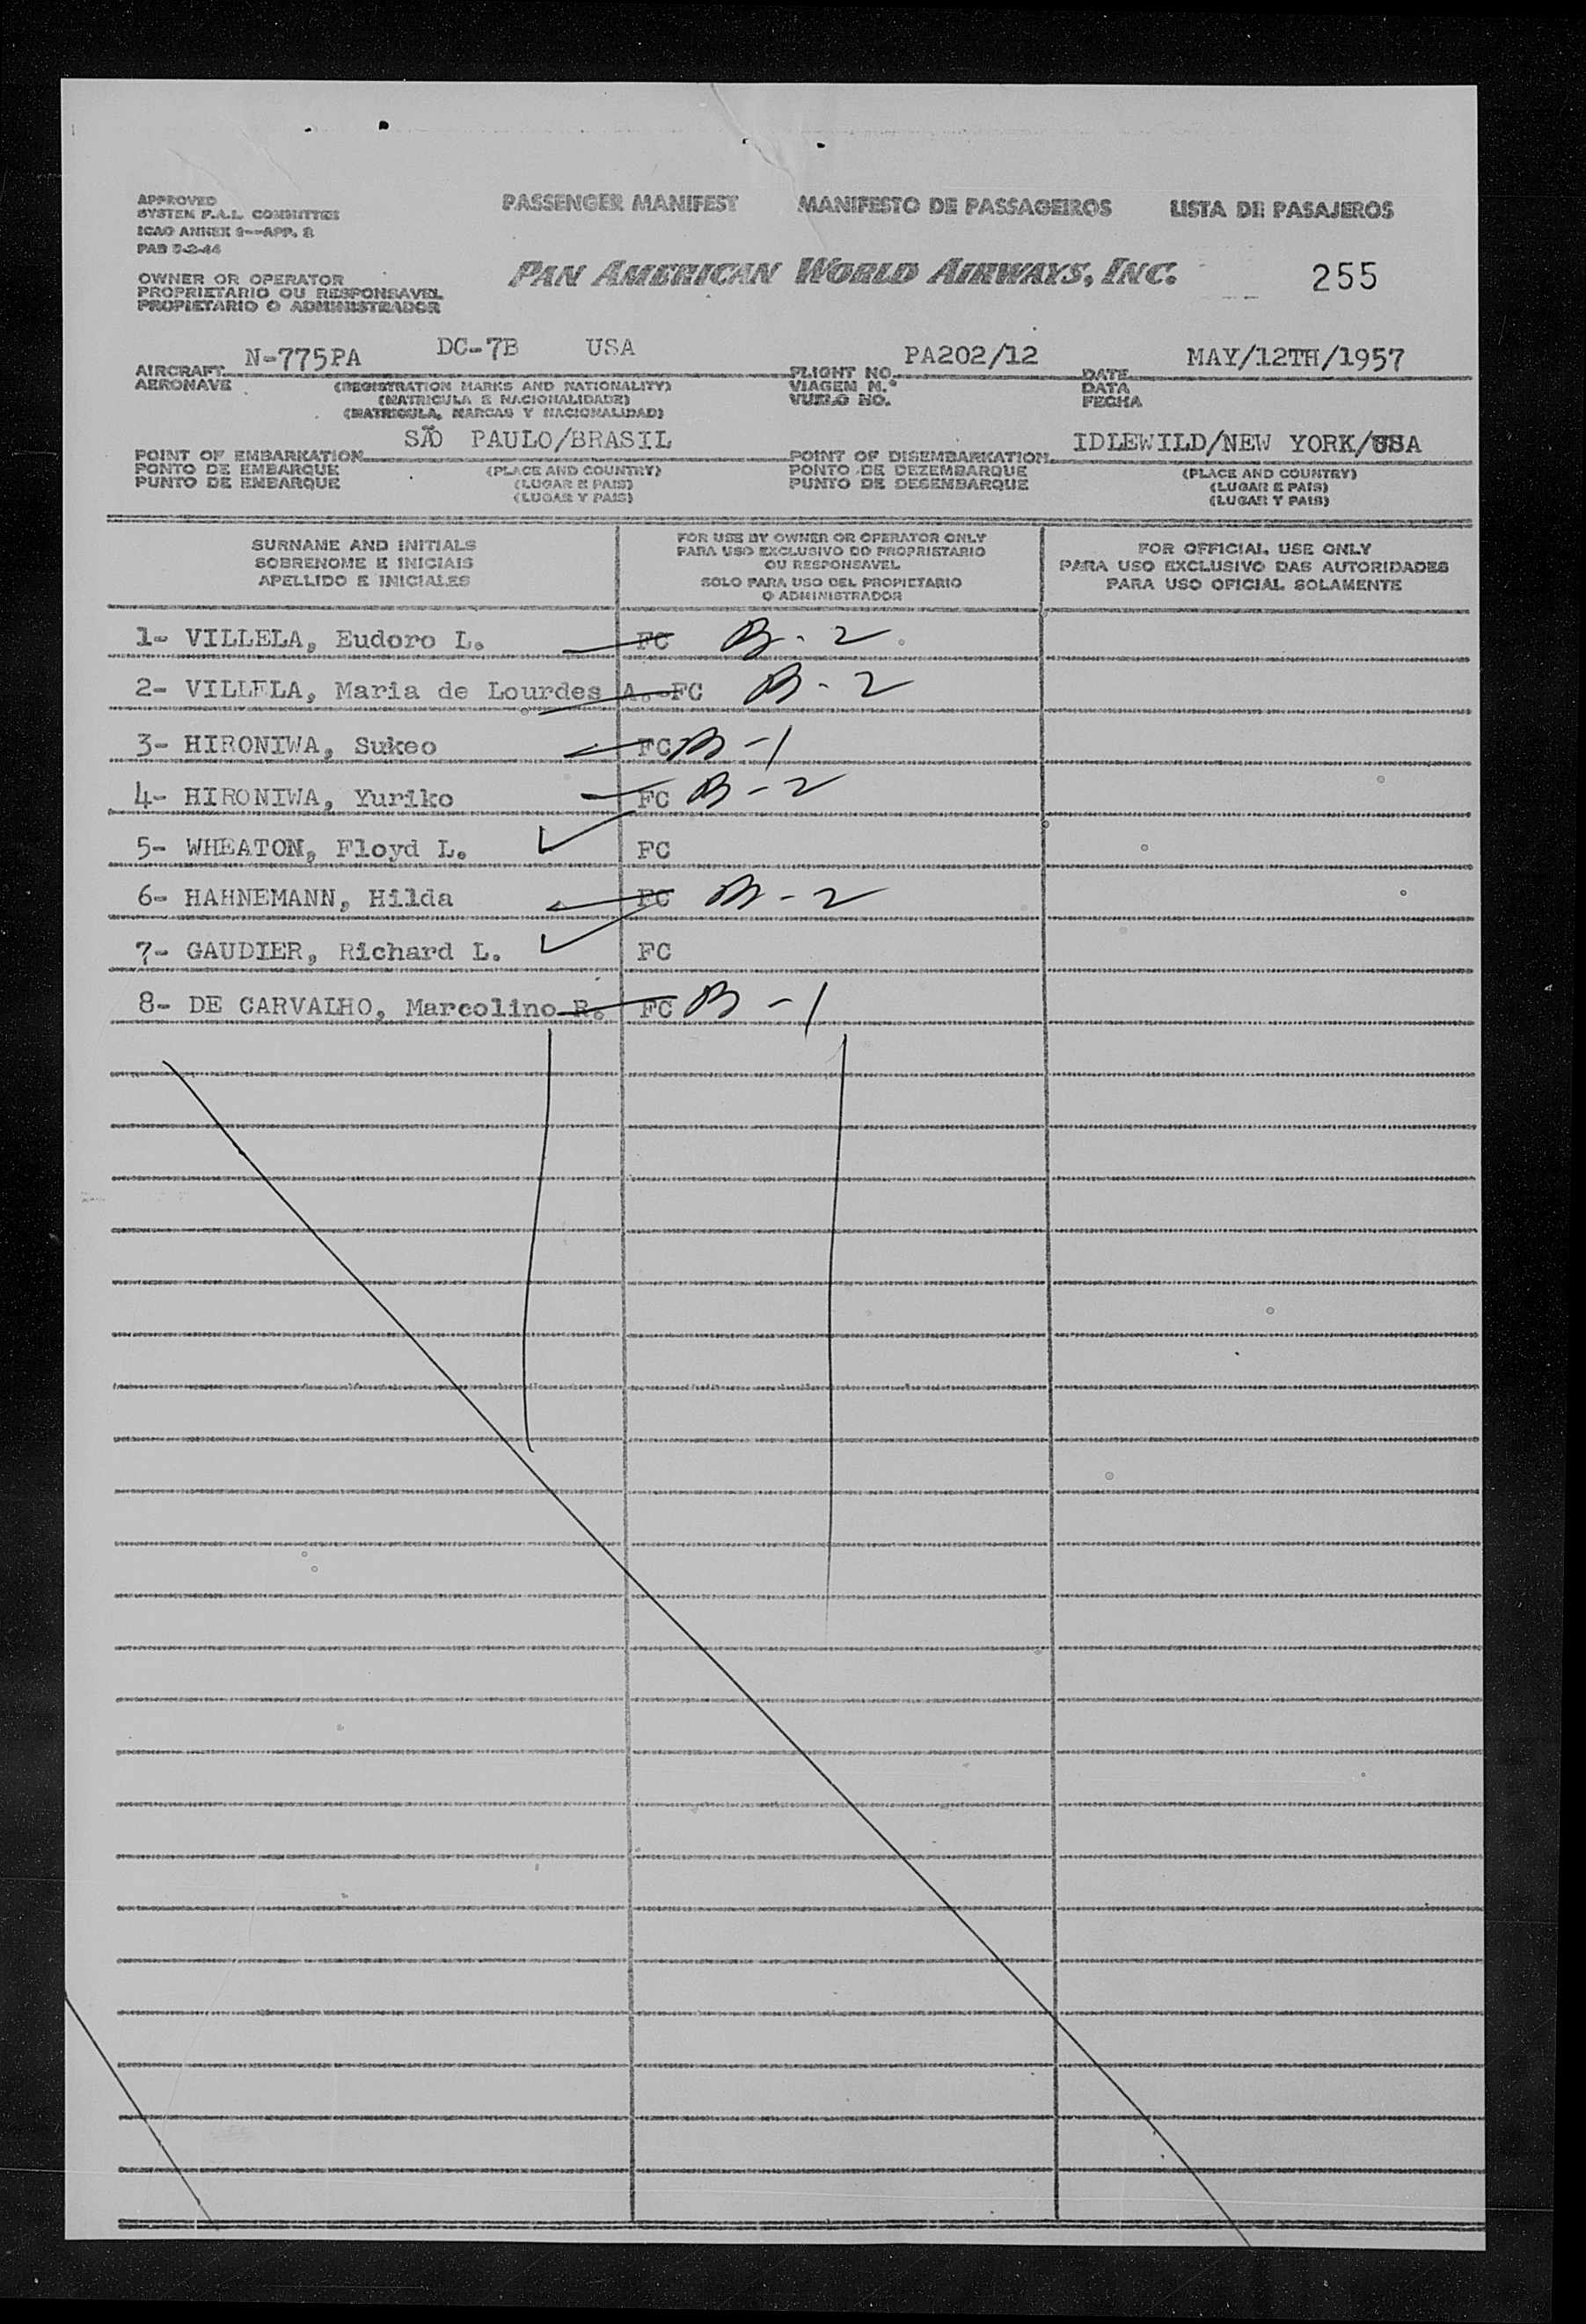 PASSENGER MANIFEST MANIFESTO DE PASSAGEIROS LISTA DE PASAJEROS
APPROVED
SYSTEM F.A.L. COMMITTEE
ICAO ANNEX 9—APP. 2
PAN AMERICAN WORLD AIRWAYS, INC. 255
OWNER OR OPERATOR
PROPRIETARIO OU RESPONSAVEL
PROPIETARIO O ADMINISTRADOR
AIRCRAFT N-775PA DC-7B USA FLIGHT NO. PA202/12 DATE MAY/12TH/1957
AERONAVE (REGISTRATION MARKS AND NATIONALITY) VIAGEM N.º DATA
(MATRICULA E NACIONALIDADE) VUELO NO. FECHA
(MATRICULA, MARCAS Y NACIONALIDAD)
POINT OF EMBARKATION SÃO PAULO/BRASIL POINT OF DISEMBARKATION IDLEWILD/NEW YORK/USA
PONTO DE EMBARQUE (PLACE AND COUNTRY) PONTO DE DEZEMBARQUE (PLACE AND COUNTRY)
PUNTO DE EMBARQUE (LUGAR E PAIS) PUNTO DE DESEMBARQUE (LUGAR E PAIS)
(LUGAR Y PAIS) (LUGAR Y PAIS)
SURNAME AND INITIALS
SOBRENOME E INICIAIS
APELLIDO E INICIALES
FOR USE BY OWNER OR OPERATOR ONLY
PARA USO EXCLUSIVO DO PROPRIETARIO
OU RESPONSAVEL
SOLO PARA USO DEL PROPIETARIO
O ADMINISTRADOR
FOR OFFICIAL USE ONLY
PARA USO EXCLUSIVO DAS AUTORIDADES
PARA USO OFICIAL SOLAMENTE
1- VILLELA, Eudoro L. FC B-2
2- VILLELA, Maria de Lourdes A.-FC B-2
3- HIRONIWA, Sukeo FC B-1
4- HIRONIWA, Yuriko FC B-2
5- WHEATON, Floyd L. FC
6- HAHNEMANN, Hilda FC B-2
7- GAUDIER, Richard L. FC
8- DE CARVALHO, Marcolino R. FC B-1